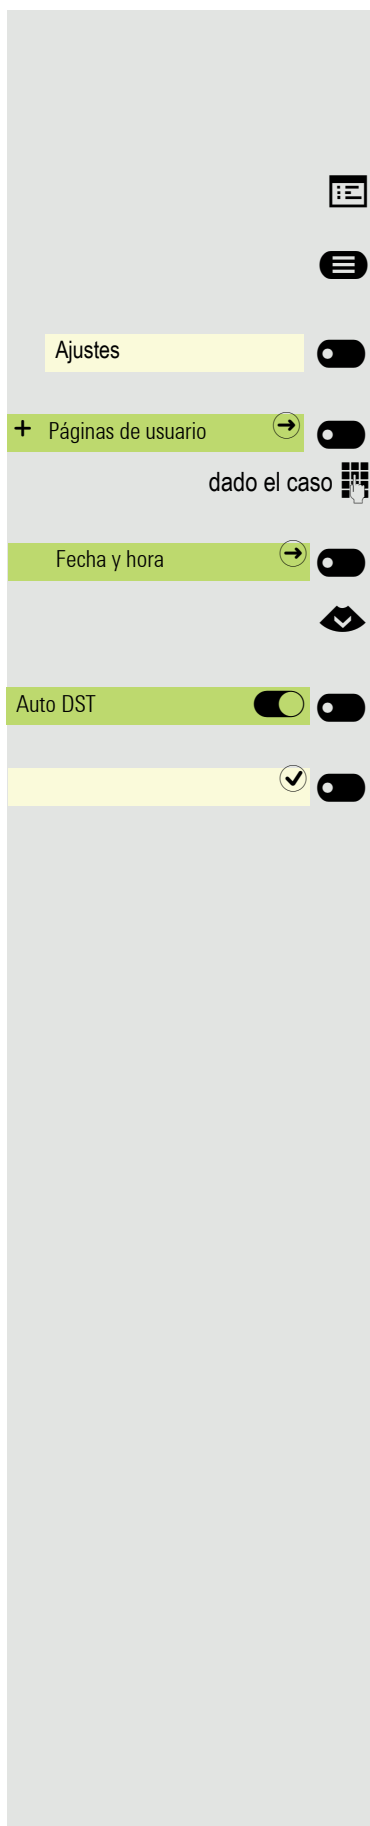 Ajustes
+ Páginas de usuario
dado el caso
Fecha y hora
Auto DST